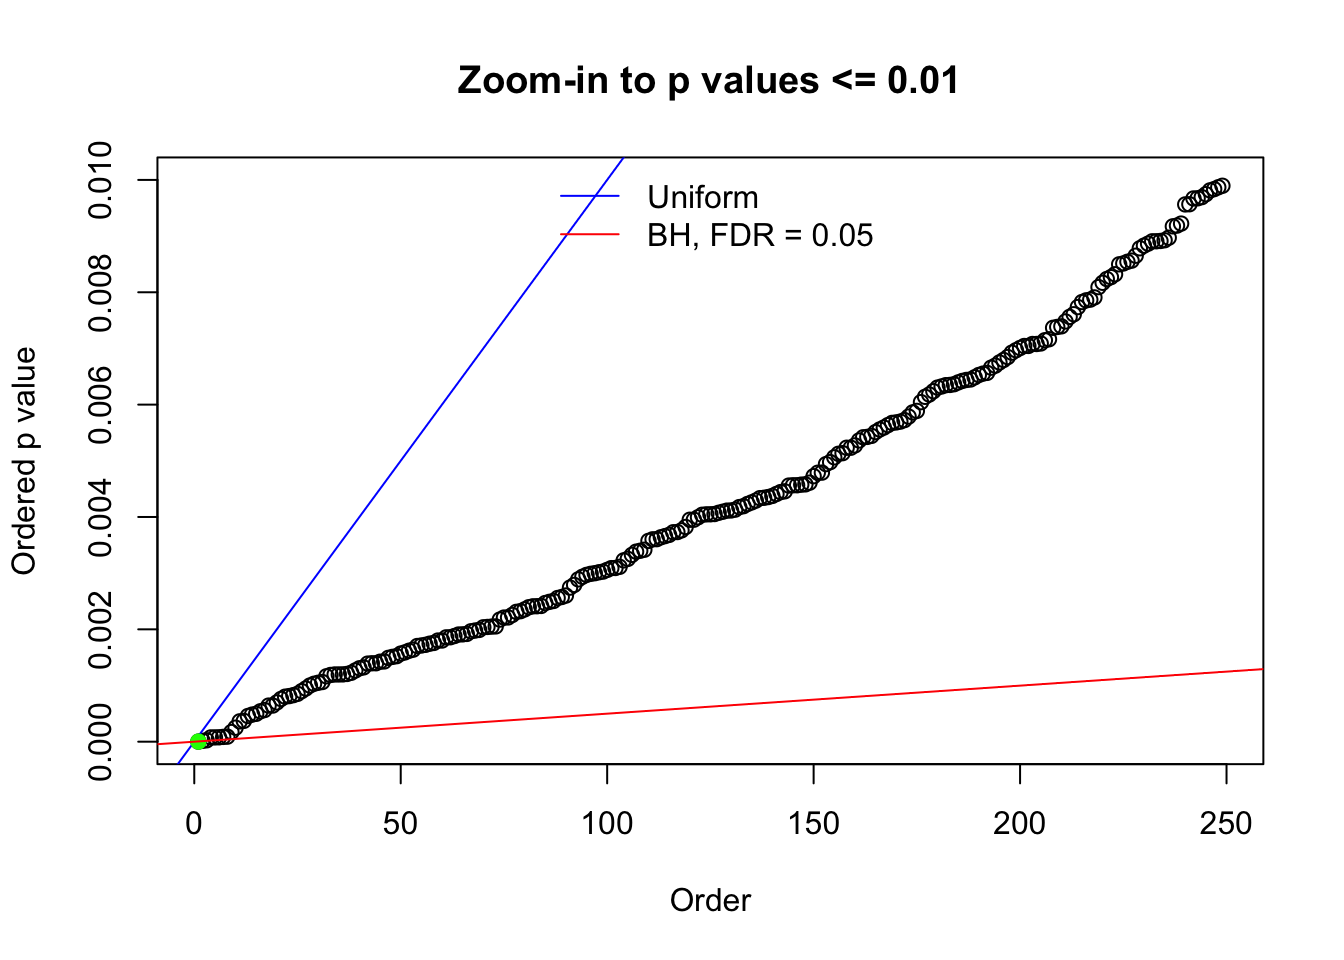 Zoom-in to p values <= 0.01
Uniform
BH, FDR = 0.05
Ordered p value
0.010
0.008
0.006
0.004
0.002
0.000
0 50 100 150 200 250
Order